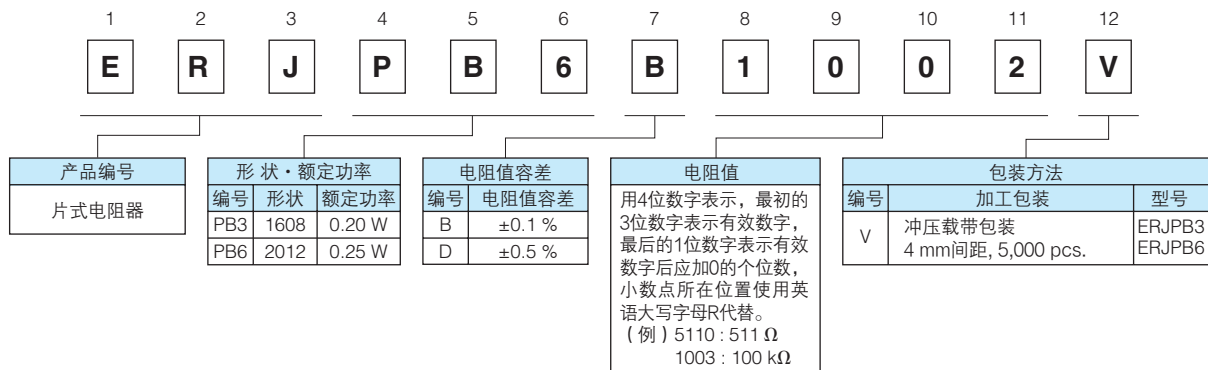 1 2 3 4 5 6 7 8 9 10 11 12
E R J P B 6 B 1 0 0 2 V
产品编号
片式电阻器
形 状・额定功率
编号 形状 额定功率
PB3 1608 0.20 W
PB6 2012 0.25 W
电阻值容差
编号 电阻值容差
B ±0.1 %
D ±0.5 %
电阻值
用4位数字表示，最初的
3位数字表示有效数字，
最后的1位数字表示有效
数字后应加0的个位数，
小数点所在位置使用英
语大写字母R代替。
（例）5110 : 511 Ω
1003 : 100 kΩ
包装方法
编号 加工包装 型号
V 冲压载带包装 ERJPB3
4 mm间距, 5,000 pcs. ERJPB6